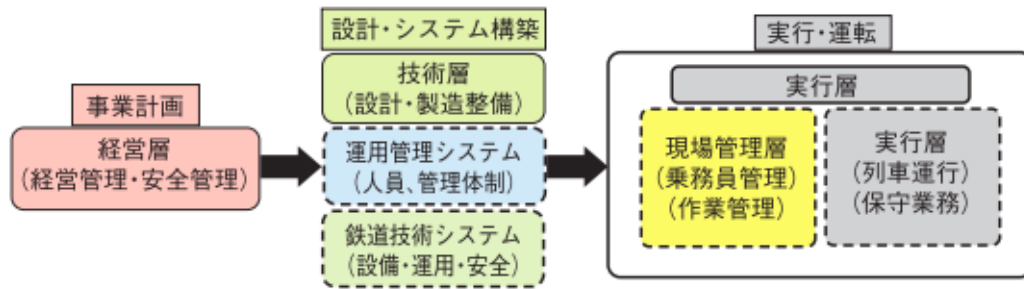 事業計画
経営層
(経営管理・安全管理)
設計・システム構築
技術層
(設計・製造整備)
運用管理システム
(人員、管理体制)
鉄道技術システム
(設備・運用・安全)
実行・運転
実行層
現場管理層
(乗務員管理)
(作業管理)
実行層
(列車運行)
(保守業務)